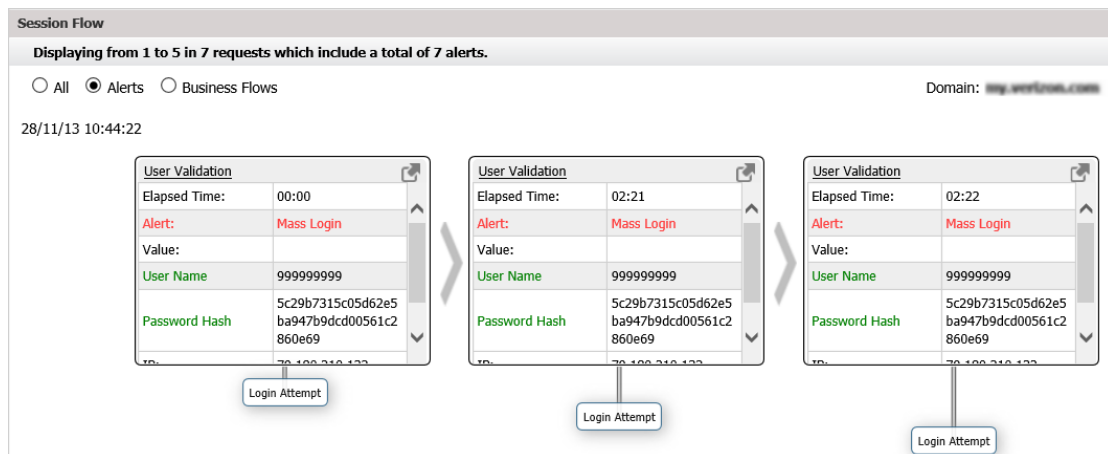 Session Flow
Displaying from 1 to 5 in 7 requests which include a total of 7 alerts.
All Alerts Business Flows Domain: my.verizon.com
28/11/13 10:44:22
User Validation
Elapsed Time: 00:00
Alert: Mass Login
Value:
User Name 999999999
Password Hash 5c29b7315c05d62e5
ba947b9dcd00561c2
860e69
Login Attempt
User Validation
Elapsed Time: 02:21
Alert: Mass Login
Value:
User Name 999999999
Password Hash 5c29b7315c05d62e5
ba947b9dcd00561c2
860e69
Login Attempt
User Validation
Elapsed Time: 02:22
Alert: Mass Login
Value:
User Name 999999999
Password Hash 5c29b7315c05d62e5
ba947b9dcd00561c2
860e69
Login Attempt